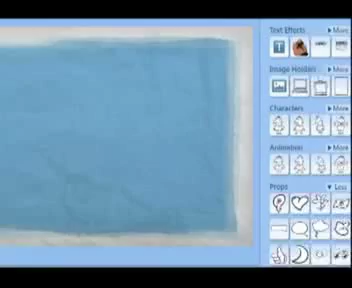 Text Effects More
T
Image Holders More
Characters More
Animation More
Props Less